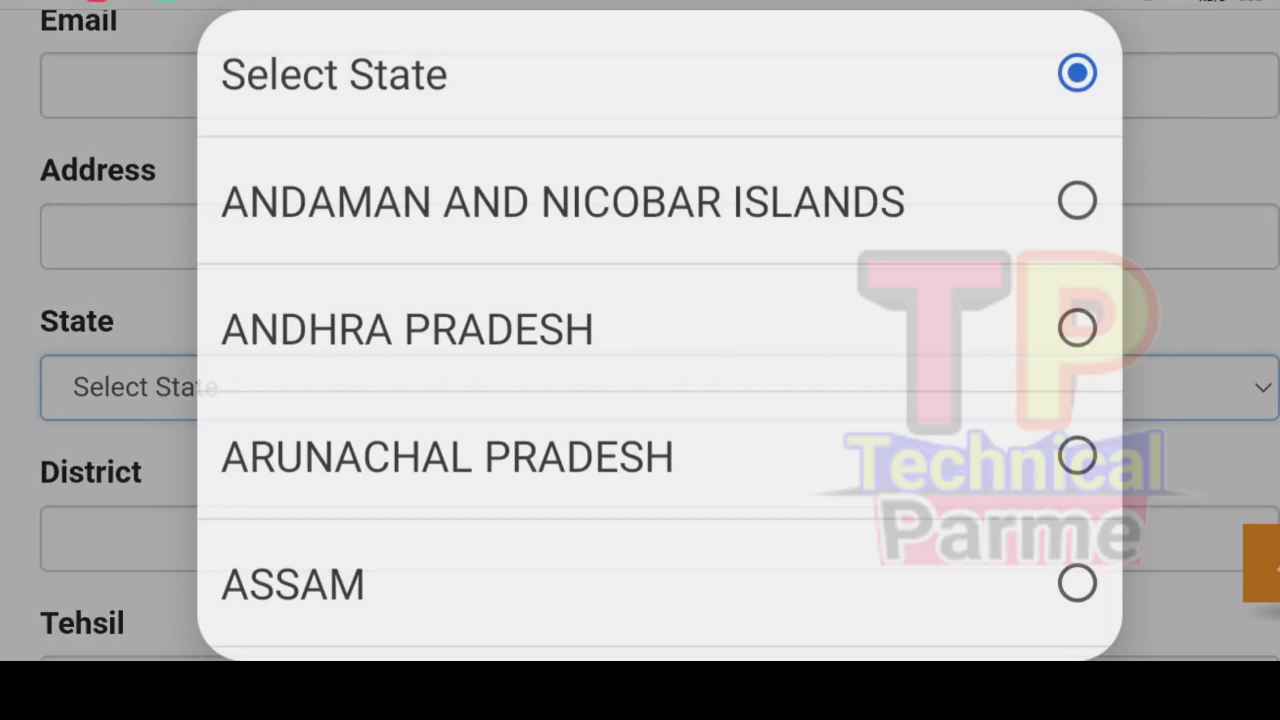 Email
Select State
Address
ANDAMAN AND NICOBAR ISLANDS
State
ANDHRA PRADESH
Select State
ARUNACHAL PRADESH
District
ASSAM
Tehsil
TP
Technical
Parme